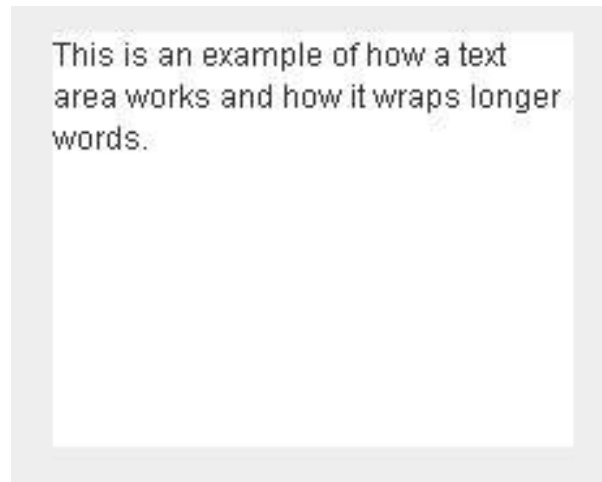 This is an example of how a text
area works and how it wraps longer
words.